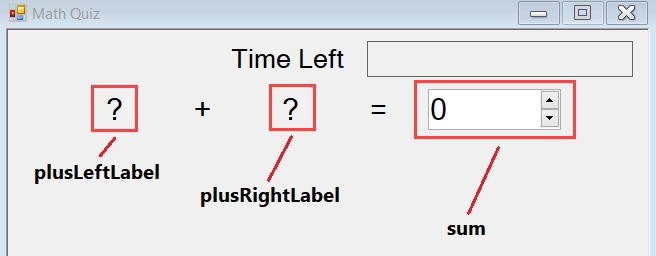 Math Quiz
Time Left
? + ? = 0
plusLeftLabel
plusRightLabel
sum